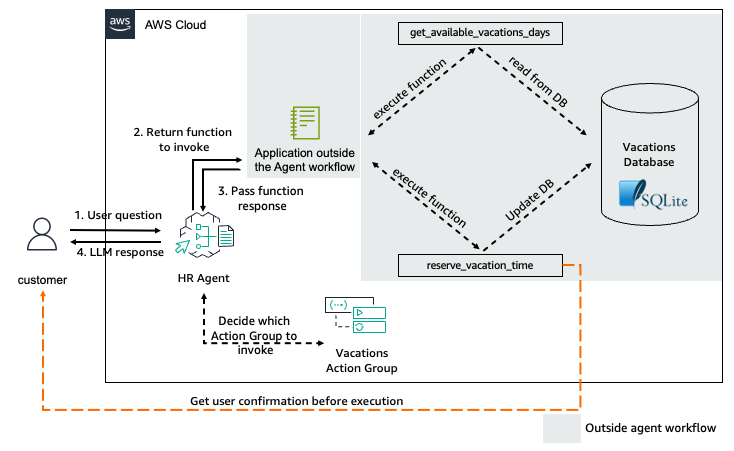 aws
AWS Cloud
get_available_vacations_days
execute function
read from DB
2. Return function
to invoke
Application outside
the Agent workflow
Vacations
Database
SQLite
3. Pass function
response
execute function
Update DB
1. User question
4. LLM response
customer
HR Agent
reserve_vacation_time
Decide which
Action Group to
invoke
Vacations
Action Group
Get user confirmation before execution
Outside agent workflow